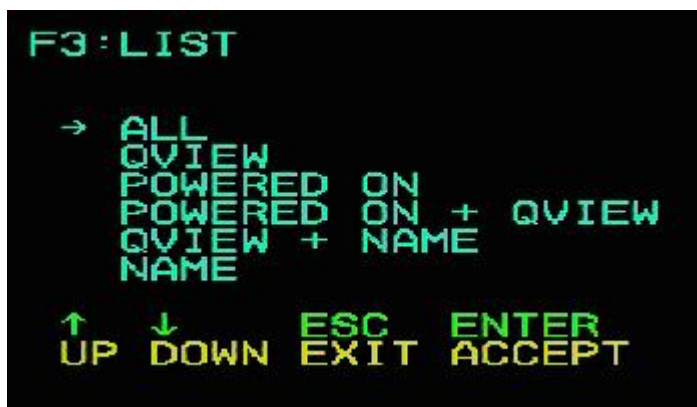 F3:LIST
→ ALL
QVIEW
POWERED ON
POWERED ON + QVIEW
QVIEW + NAME
NAME
↑ ↓ ESC ENTER
UP DOWN EXIT ACCEPT